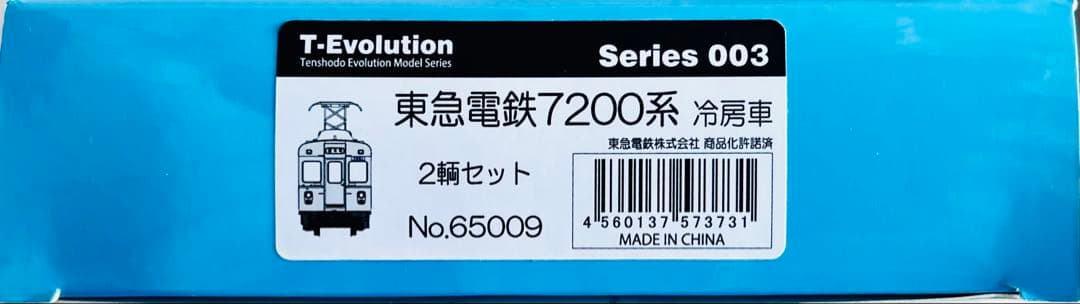 T-Evolution
Tenshodo Evolution Model Series
Series 003
東急電鉄7200系 冷房車
東急電鉄株式会社 商品化許諾済
2輌セット
No.65009
4 560137 573731
MADE IN CHINA